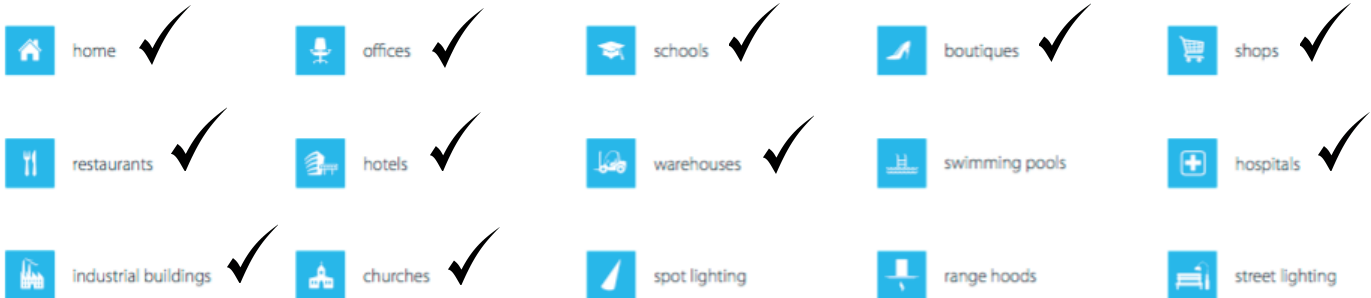 home offices schools boutiques shops
restaurants hotels warehouses swimming pools hospitals
industrial buildings churches spot lighting range hoods street lighting